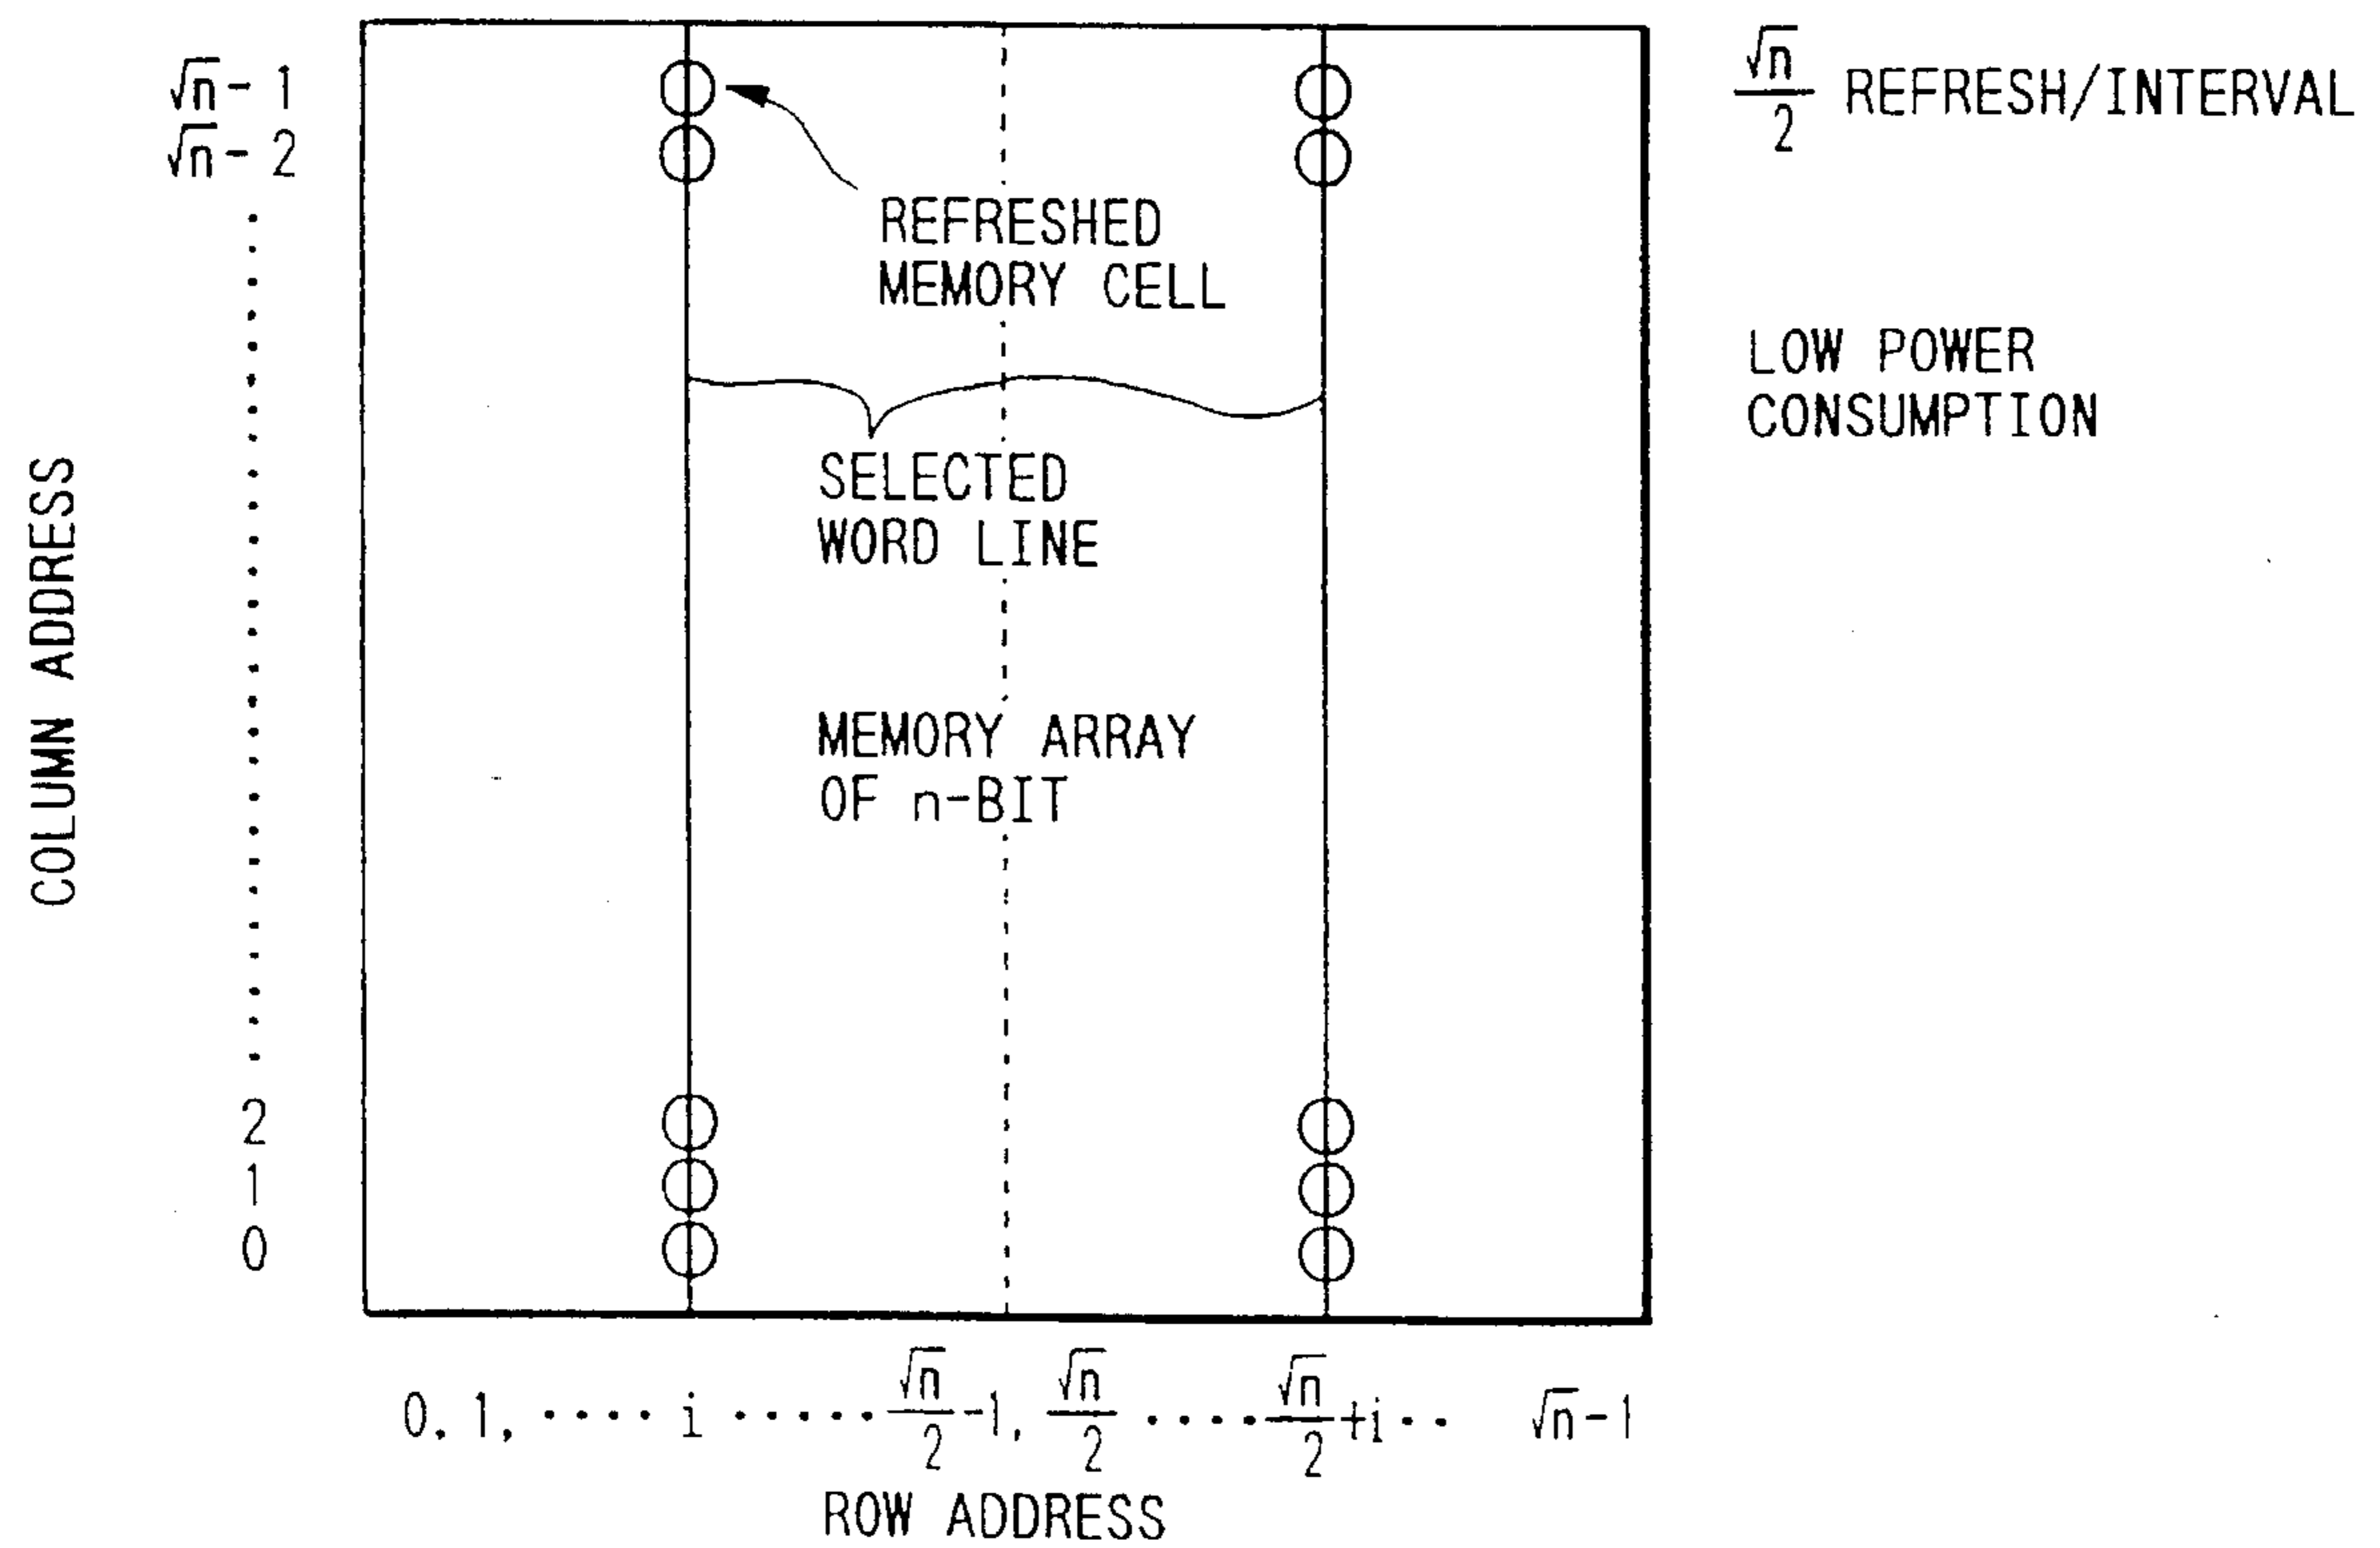 √n - 1
√n - 2
2
1
0
COLUMN ADDRESS
REFRESHED
MEMORY CELL
SELECTED
WORD LINE
MEMORY ARRAY
OF n-BIT
√n/2 REFRESH/INTERVAL
LOW POWER
CONSUMPTION
0, 1, ···· i ····· √n/2 -1, √n/2 ···· √n/2 +i ·· √n -1
ROW ADDRESS